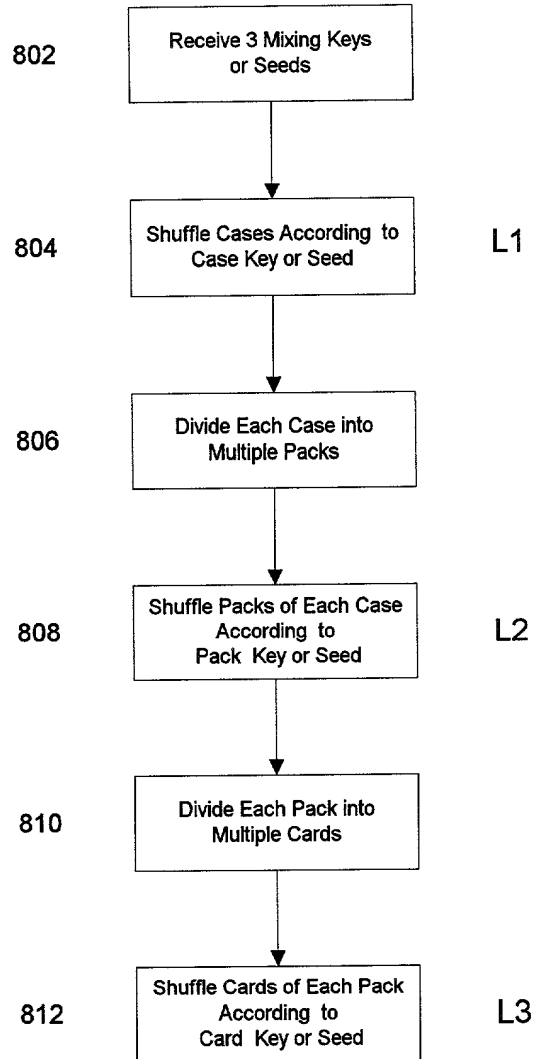 802
Receive 3 Mixing Keys
or Seeds
804
Shuffle Cases According to
Case Key or Seed
L1
806
Divide Each Case into
Multiple Packs
808
Shuffle Packs of Each Case
According to
Pack Key or Seed
L2
810
Divide Each Pack into
Multiple Cards
812
Shuffle Cards of Each Pack
According to
Card Key or Seed
L3